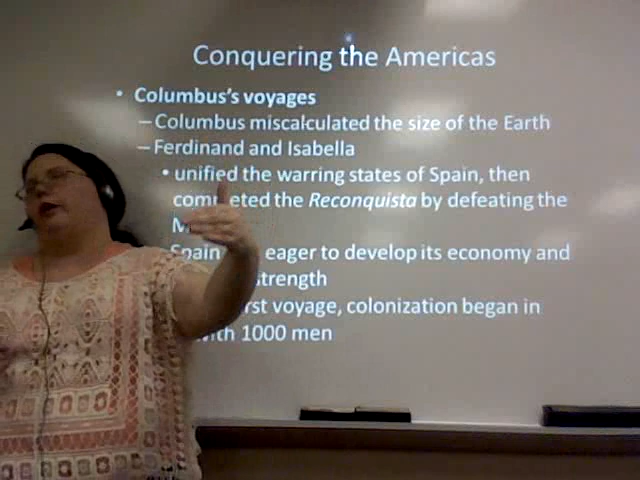 Conquering the Americas
• Columbus's voyages
– Columbus miscalculated the size of the Earth
– Ferdinand and Isabella
• unified the warring states of Spain, then
completed the Reconquista by defeating the
Spain eager to develop its economy and
strength
voyage, colonization began in
with 1000 men